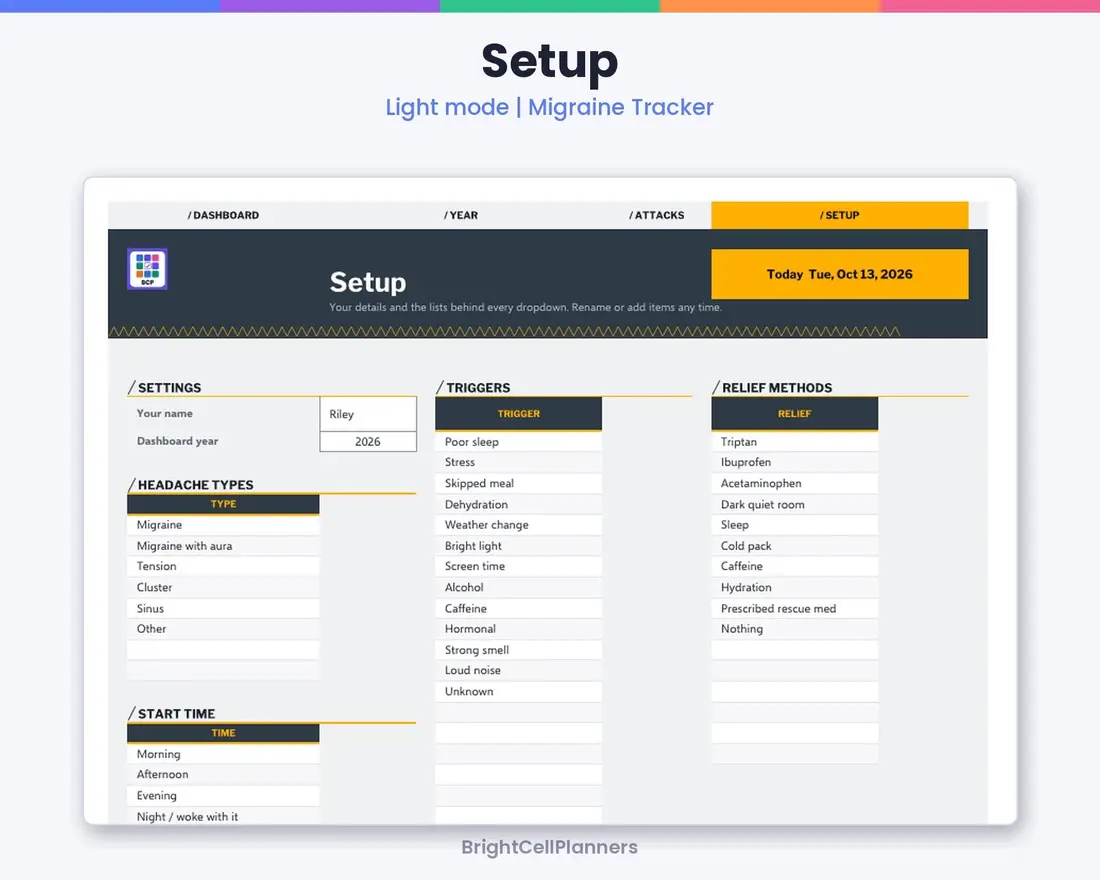 Setup
Light mode | Migraine Tracker
/ DASHBOARD
/ YEAR
/ ATTACKS
/ SETUP
BCP
Setup
Your details and the lists behind every dropdown. Rename or add items any time.
Today Tue, Oct 13, 2026
/ SETTINGS
Your name
Riley
Dashboard year
2026
/ HEADACHE TYPES
TYPE
Migraine
Migraine with aura
Tension
Cluster
Sinus
Other
/ START TIME
TIME
Morning
Afternoon
Evening
Night / woke with it
/ TRIGGERS
TRIGGER
Poor sleep
Stress
Skipped meal
Dehydration
Weather change
Bright light
Screen time
Alcohol
Caffeine
Hormonal
Strong smell
Loud noise
Unknown
/ RELIEF METHODS
RELIEF
Triptan
Ibuprofen
Acetaminophen
Dark quiet room
Sleep
Cold pack
Caffeine
Hydration
Prescribed rescue med
Nothing
BrightCellPlanners